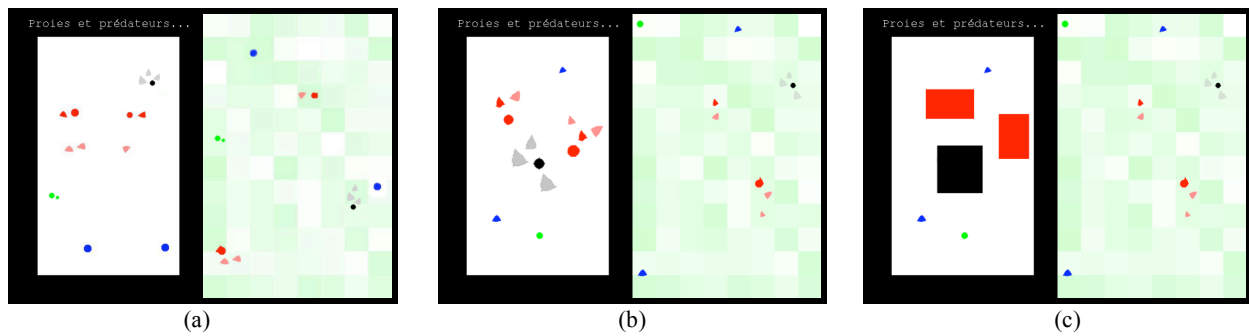 Proies et prédateurs...
Proies et prédateurs...
Proies et prédateurs...
(a)
(b)
(c)